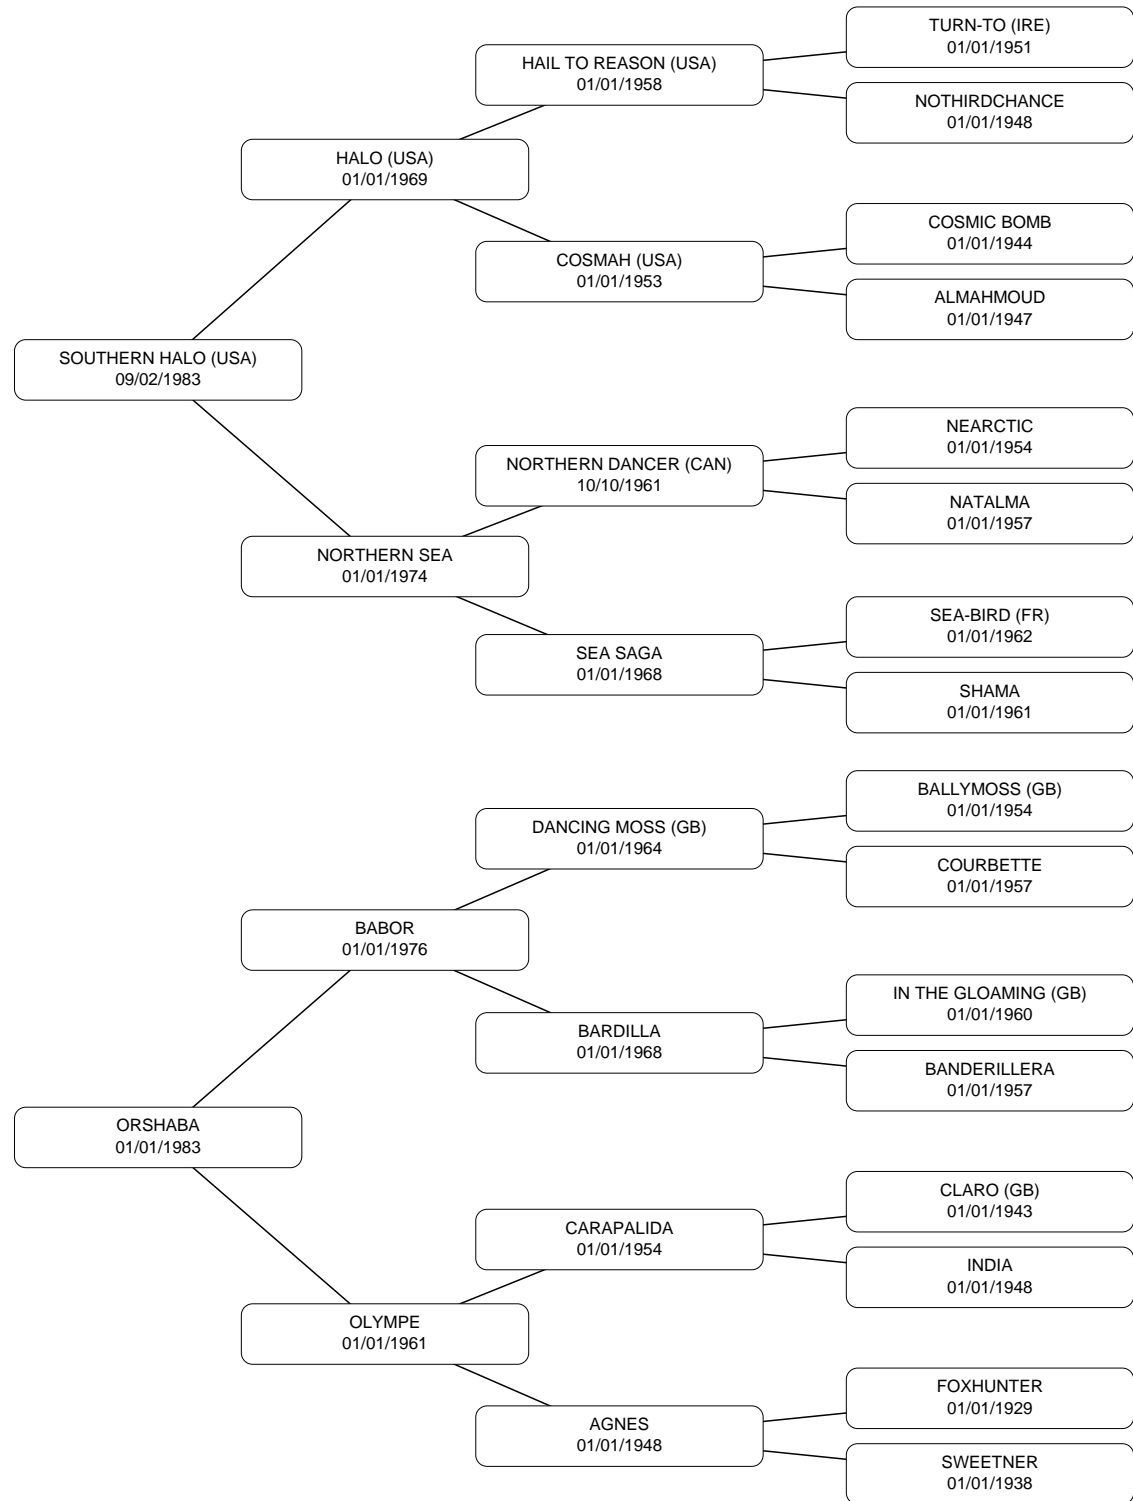 TURN-TO (IRE)
01/01/1951
HAIL TO REASON (USA)
01/01/1958
NOTHIRDCHANCE
01/01/1948
HALO (USA)
01/01/1969
COSMIC BOMB
01/01/1944
COSMAH (USA)
01/01/1953
ALMAHMOUD
01/01/1947
SOUTHERN HALO (USA)
09/02/1983
NEARCTIC
01/01/1954
NORTHERN DANCER (CAN)
10/10/1961
NATALMA
01/01/1957
NORTHERN SEA
01/01/1974
SEA-BIRD (FR)
01/01/1962
SEA SAGA
01/01/1968
SHAMA
01/01/1961
BALLYMOSS (GB)
01/01/1954
DANCING MOSS (GB)
01/01/1964
COURBETTE
01/01/1957
BABOR
01/01/1976
IN THE GLOAMING (GB)
01/01/1960
BARDILLA
01/01/1968
BANDERILLERA
01/01/1957
ORSHABA
01/01/1983
CLARO (GB)
01/01/1943
CARAPALIDA
01/01/1954
INDIA
01/01/1948
OLYMPE
01/01/1961
FOXHUNTER
01/01/1929
AGNES
01/01/1948
SWEETNER
01/01/1938